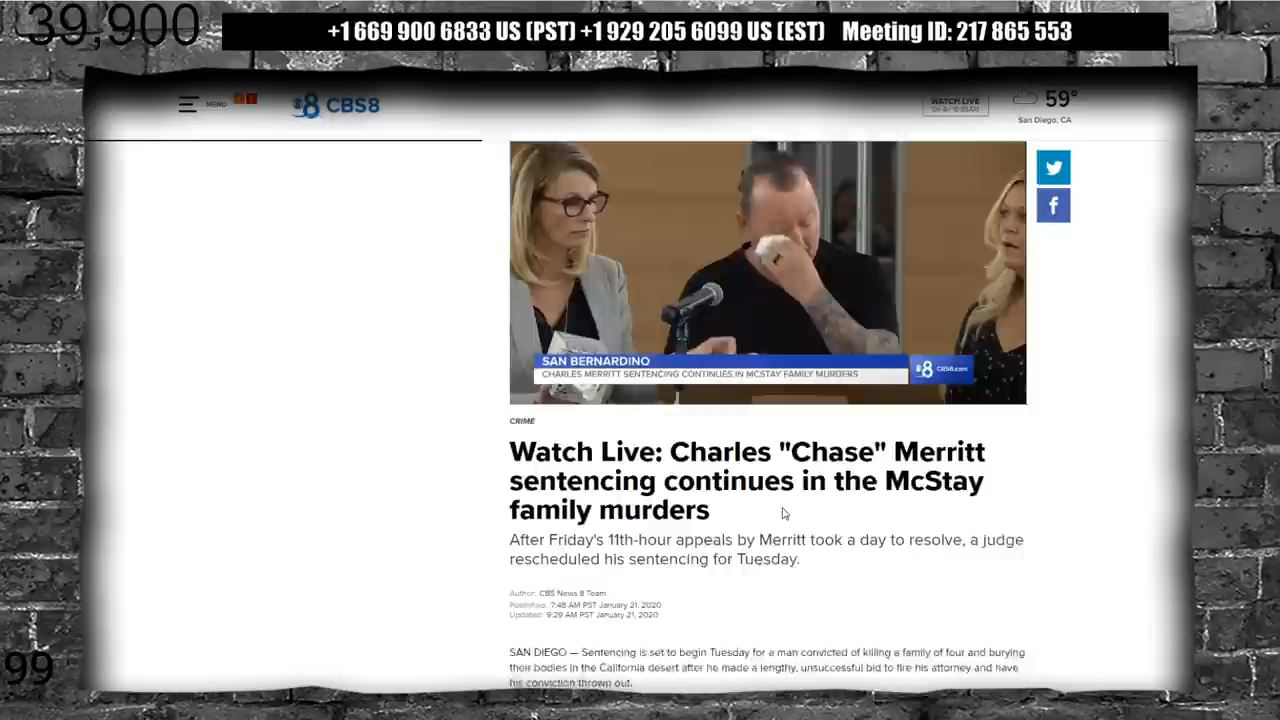 39,900
+1 669 900 6833 US (PST) +1 929 205 6099 US (EST) Meeting ID: 217 865 553
MENU
8 CBS8
WATCH LIVE
59°
San Diego, CA
SAN BERNARDINO
CHARLES MERRITT SENTENCING CONTINUES IN MCSTAY FAMILY MURDERS
8 CBS8.com
CRIME
Watch Live: Charles "Chase" Merritt
sentencing continues in the McStay
family murders
After Friday's 11th-hour appeals by Merritt took a day to resolve, a judge
rescheduled his sentencing for Tuesday.
Author: CBS News 8 Team
Published: 7:48 AM PST January 21, 2020
Updated: 9:29 AM PST January 21, 2020
SAN DIEGO — Sentencing is set to begin Tuesday for a man convicted of killing a family of four and burying
their bodies in the California desert after he made a lengthy, unsuccessful bid to fire his attorney and have
his conviction thrown out.
99